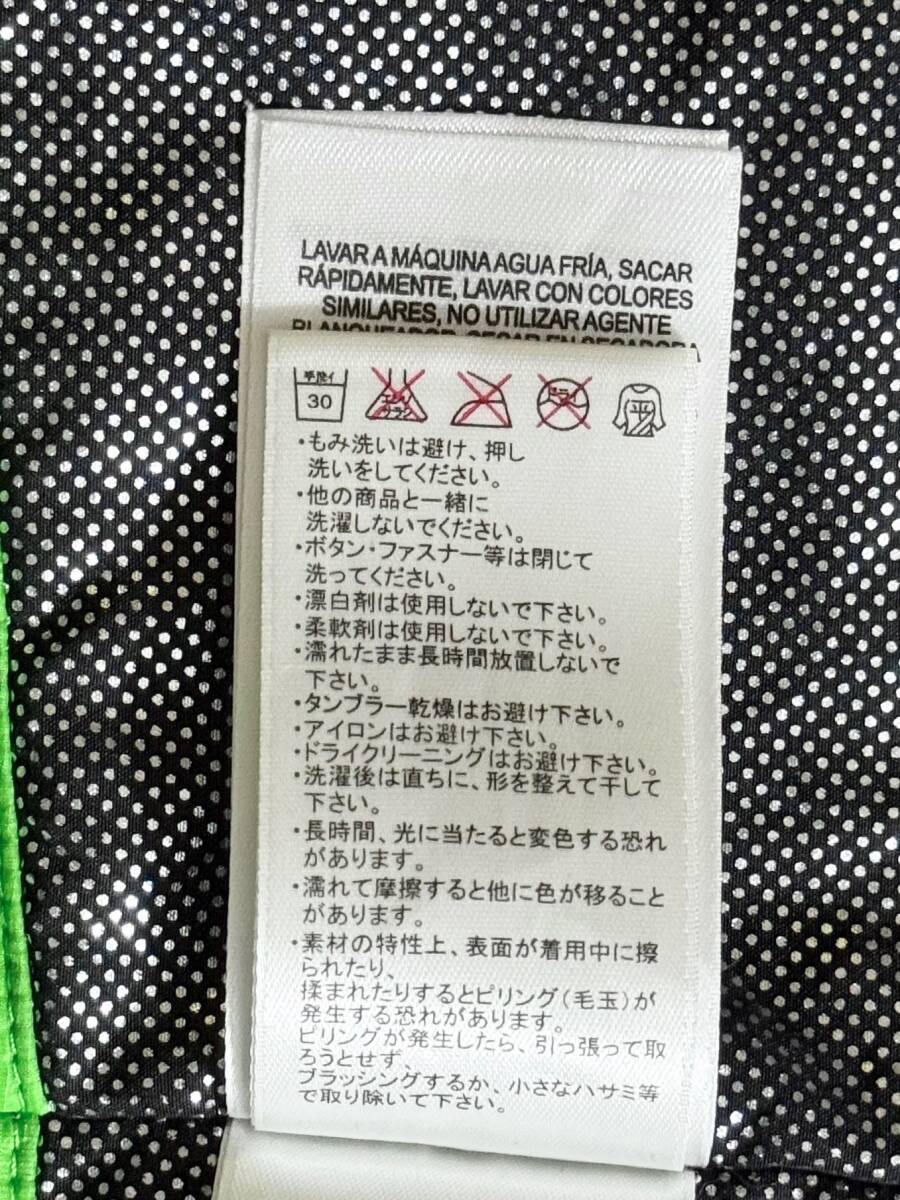 LAVAR A MÁQUINA AGUA FRÍA, SACAR
RÁPIDAMENTE, LAVAR CON COLORES
SIMILARES, NO UTILIZAR AGENTE
BLANQUEADOR, SECAR EN SECADORA
手洗イ
30
エンソ
サラシ
ドライ
平
・もみ洗いは避け、押し
洗いをしてください。
・他の商品と一緒に
洗濯しないでください。
・ボタン・ファスナー等は閉じて
洗ってください。
・漂白剤は使用しないで下さい。
・柔軟剤は使用しないで下さい。
・濡れたまま長時間放置しないで
下さい。
・タンブラー乾燥はお避け下さい。
・アイロンはお避け下さい。
・ドライクリーニングはお避け下さい。
・洗濯後は直ちに、形を整えて干して
下さい。
・長時間、光に当たると変色する恐れ
があります。
・濡れて摩擦すると他に色が移ること
があります。
・素材の特性上、表面が着用中に擦
られたり、
揉まれたりするとピリング（毛玉）が
発生する恐れがあります。
ピリングが発生したら、引っ張って取
ろうとせず、
ブラッシングするか、小さなハサミ等
で取り除いて下さい。